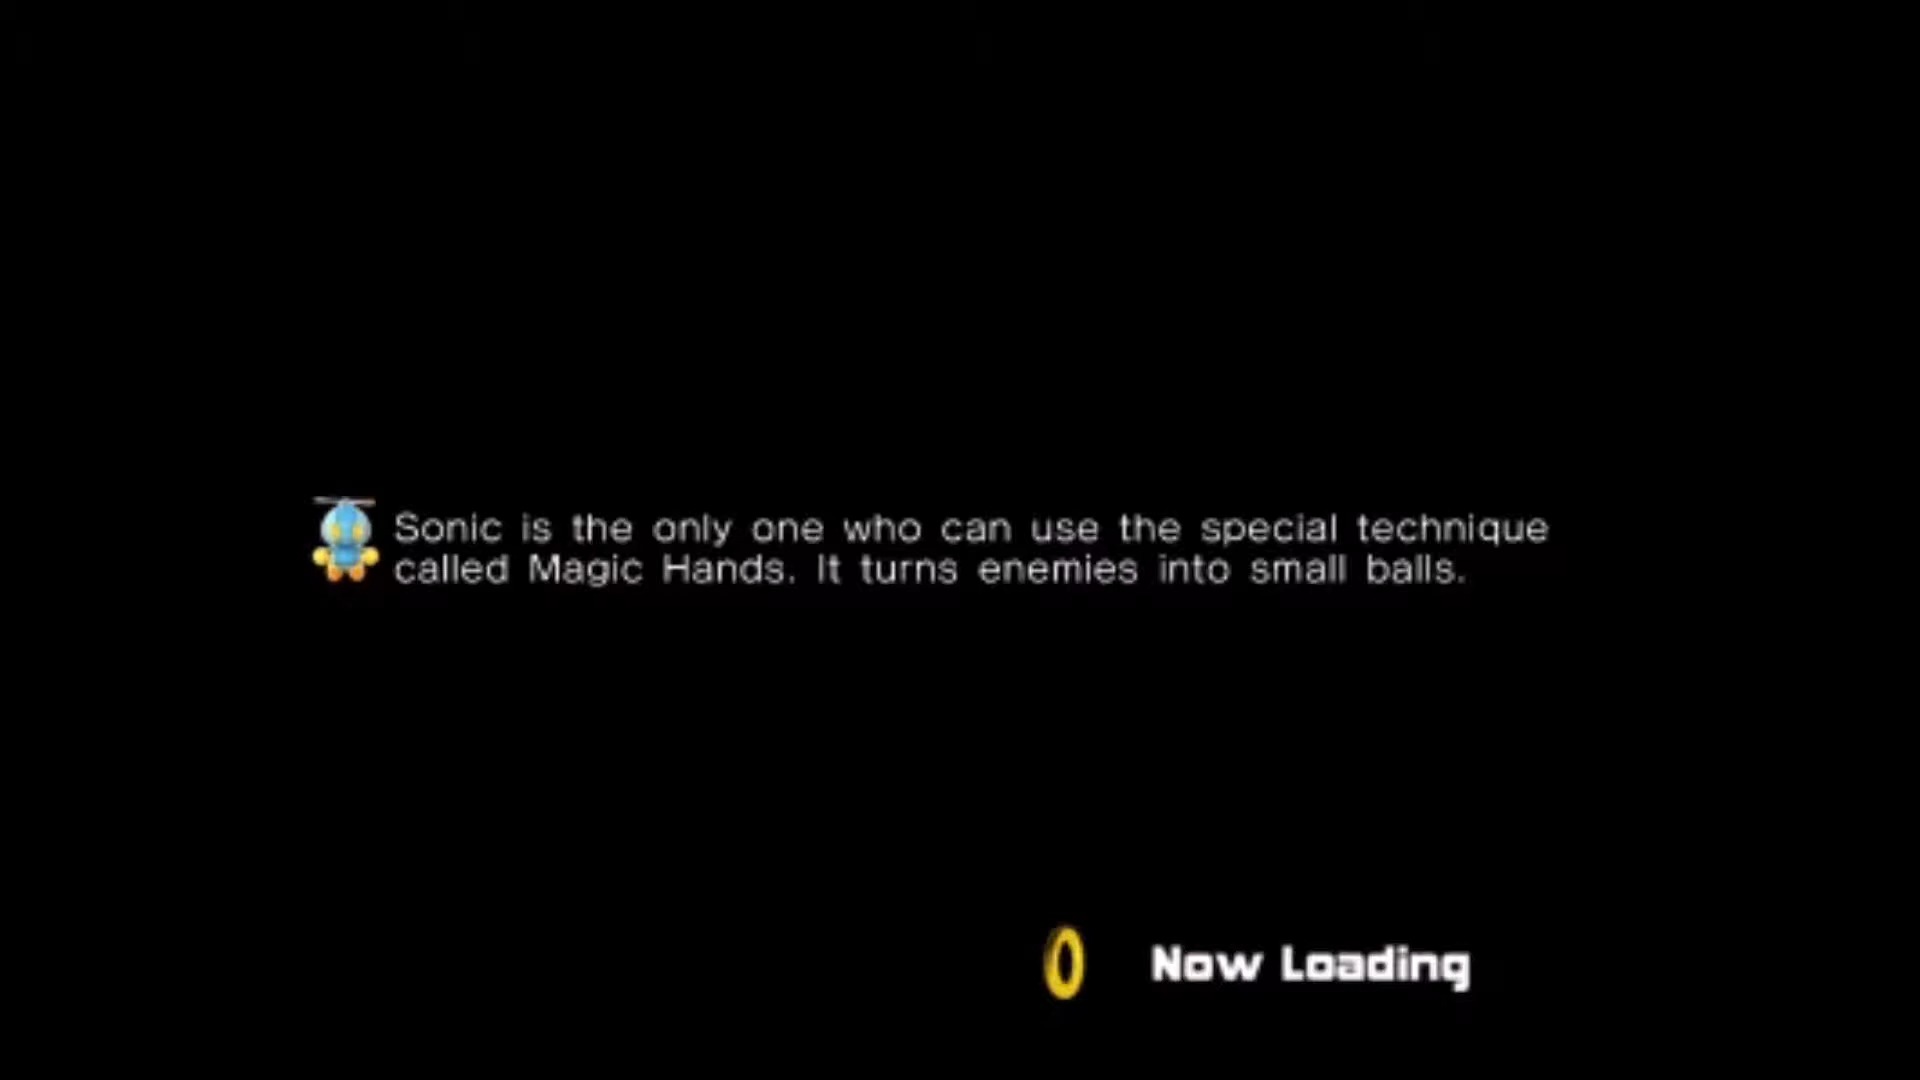 Sonic is the only one who can use the special technique
called Magic Hands. It turns enemies into small balls.
Now Loading